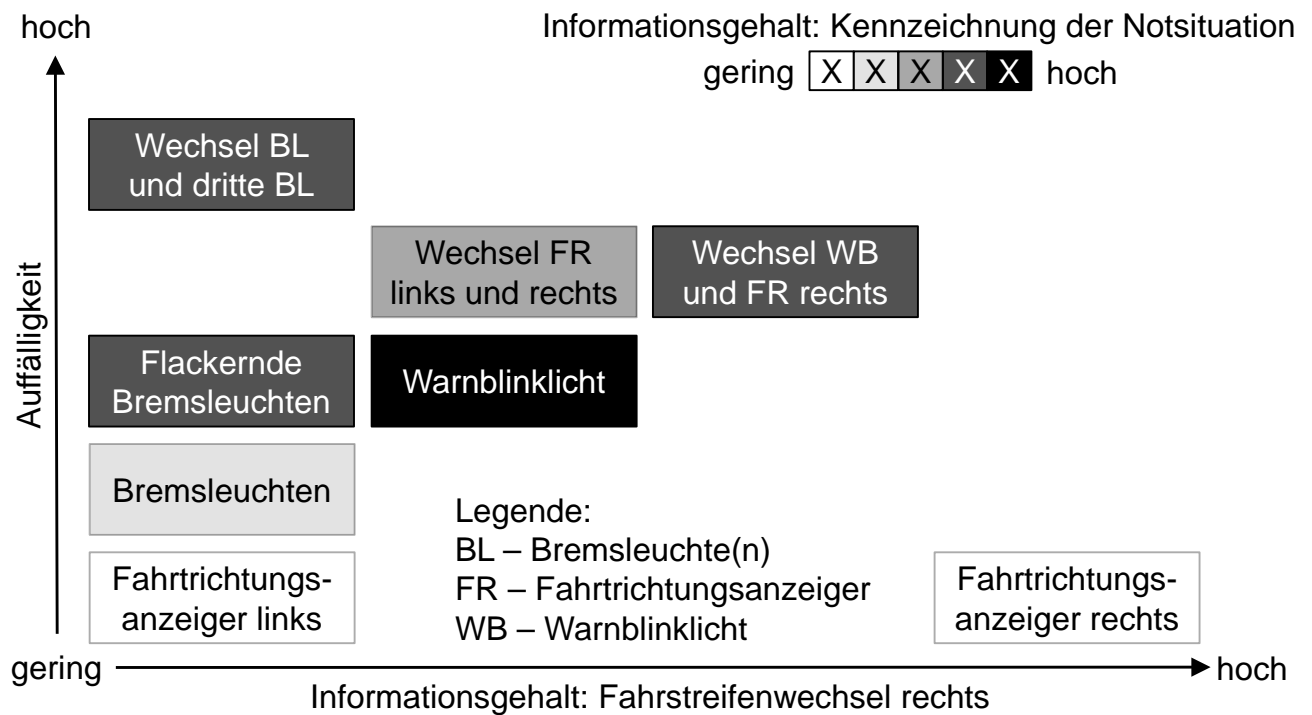 hoch
Informationsgehalt: Kennzeichnung der Notsituation
gering X X X X X hoch
Wechsel BL
und dritte BL
Wechsel FR
links und rechts
Wechsel WB
und FR rechts
Auffälligkeit
Flackernde
Bremsleuchten
Warnblinklicht
Bremsleuchten
Legende:
BL – Bremsleuchte(n)
FR – Fahrtrichtungsanzeiger
WB – Warnblinklicht
Fahrtrichtungs-
anzeiger links
Fahrtrichtungs-
anzeiger rechts
gering
hoch
Informationsgehalt: Fahrstreifenwechsel rechts